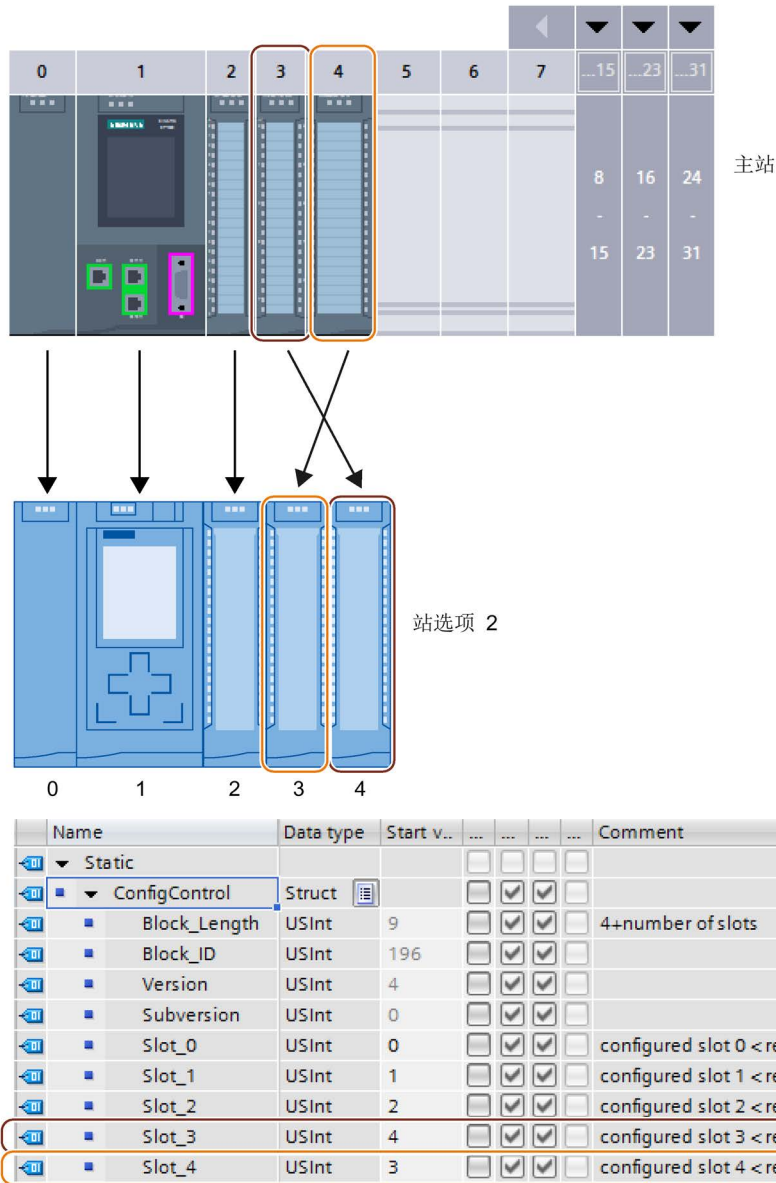 0 1 2 3 4 5 6 7 ...15 ...23 ...31
SIEMENS
8 16 24
- - -
15 23 31
主站
站选项 2
0 1 2 3 4
Name Data type Start v... ... ... ... ... Comment
Static
ConfigControl Struct
Block_Length USInt 9 4+number of slots
Block_ID USInt 196
Version USInt 4
Subversion USInt 0
Slot_0 USInt 0 configured slot 0 < re
Slot_1 USInt 1 configured slot 1 < re
Slot_2 USInt 2 configured slot 2 < re
Slot_3 USInt 4 configured slot 3 < re
Slot_4 USInt 3 configured slot 4 < re